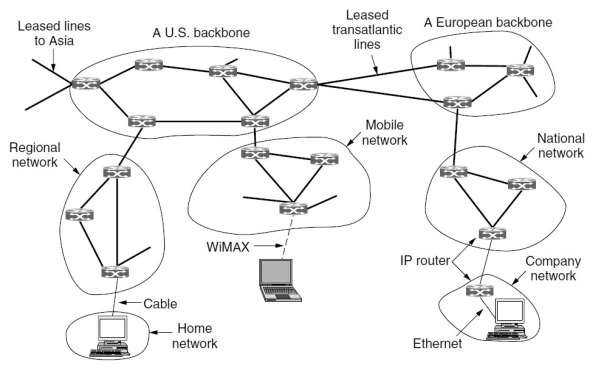 Leased lines
to Asia
A U.S. backbone
Leased
transatlantic
lines
A European backbone
Regional
network
Mobile
network
National
network
WiMAX
IP router
Company
network
Cable
Home
network
Ethernet